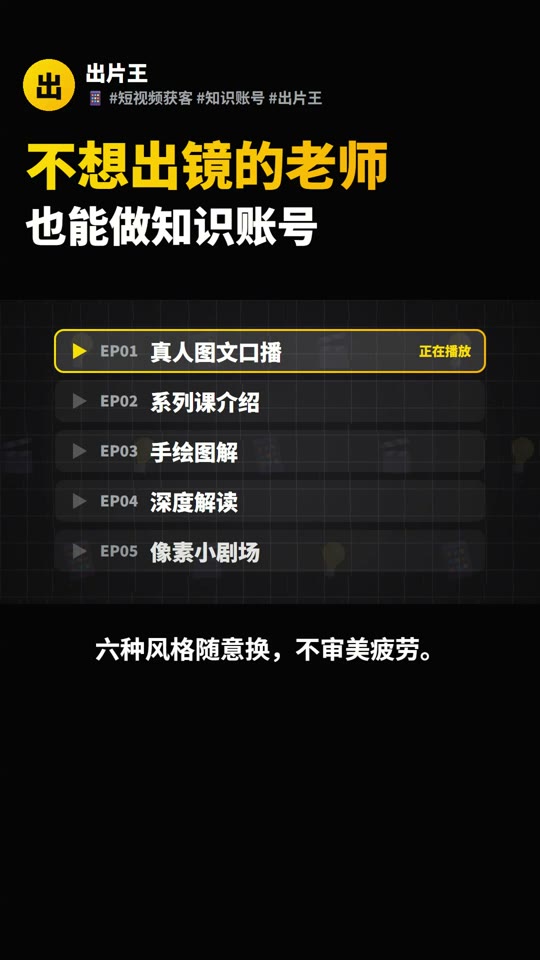 出
出片王
#短视频获客 #知识账号 #出片王
不想出镜的老师
也能做知识账号
EP01 真人图文口播 正在播放
EP02 系列课介绍
EP03 手绘图解
EP04 深度解读
EP05 像素小剧场
六种风格随意换，不审美疲劳。